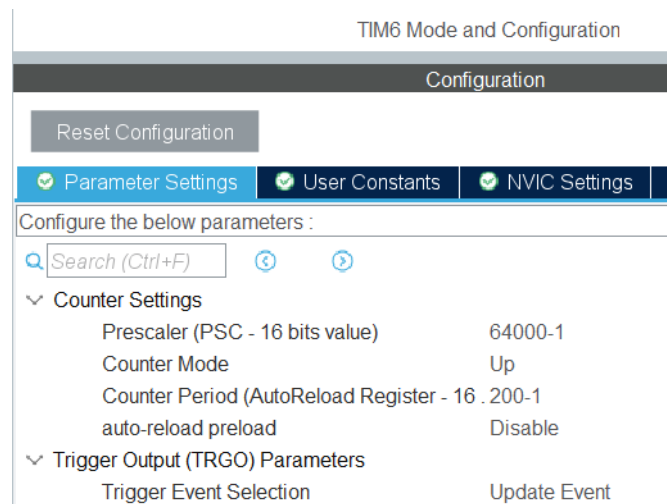 TIM6 Mode and Configuration
Configuration
Reset Configuration
Parameter Settings User Constants NVIC Settings
Configure the below parameters :
Search (Ctrl+F)
Counter Settings
Prescaler (PSC - 16 bits value) 64000-1
Counter Mode Up
Counter Period (AutoReload Register - 16 . 200-1
auto-reload preload Disable
Trigger Output (TRGO) Parameters
Trigger Event Selection Update Event